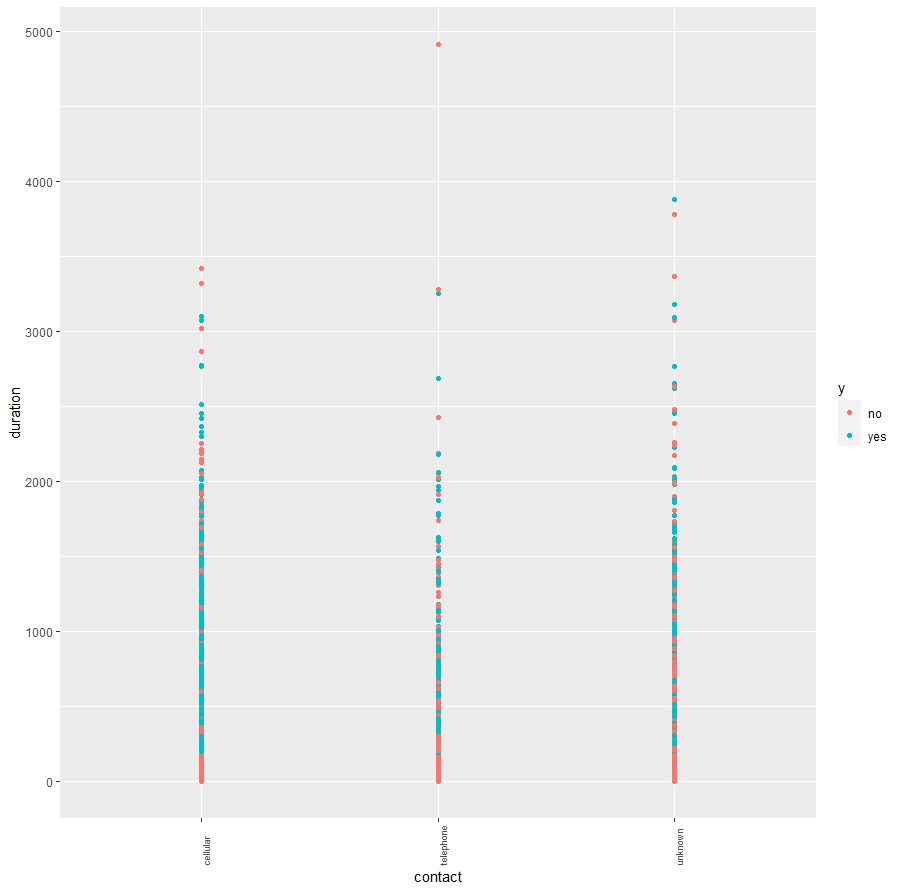 5000
4000
3000
2000
1000
0
duration
cellular
telephone
unknown
contact
y
no
yes